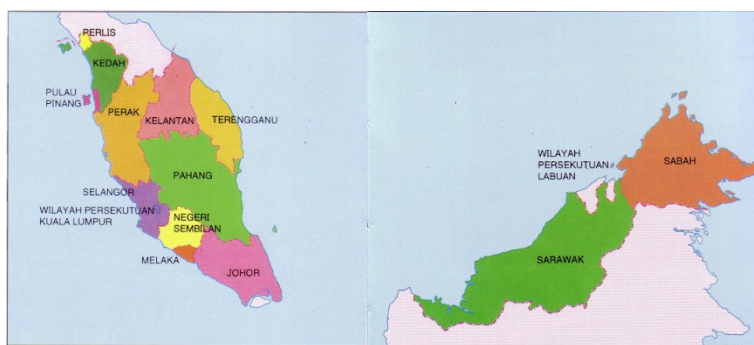 PERLIS
KEDAH
PULAU
PINANG
PERAK
KELANTAN
TERENGGANU
PAHANG
SELANGOR
WILAYAH PERSEKUTUAN
KUALA LUMPUR
NEGERI
SEMBILAN
MELAKA
JOHOR
WILAYAH
PERSEKUTUAN
LABUAN
SABAH
SARAWAK